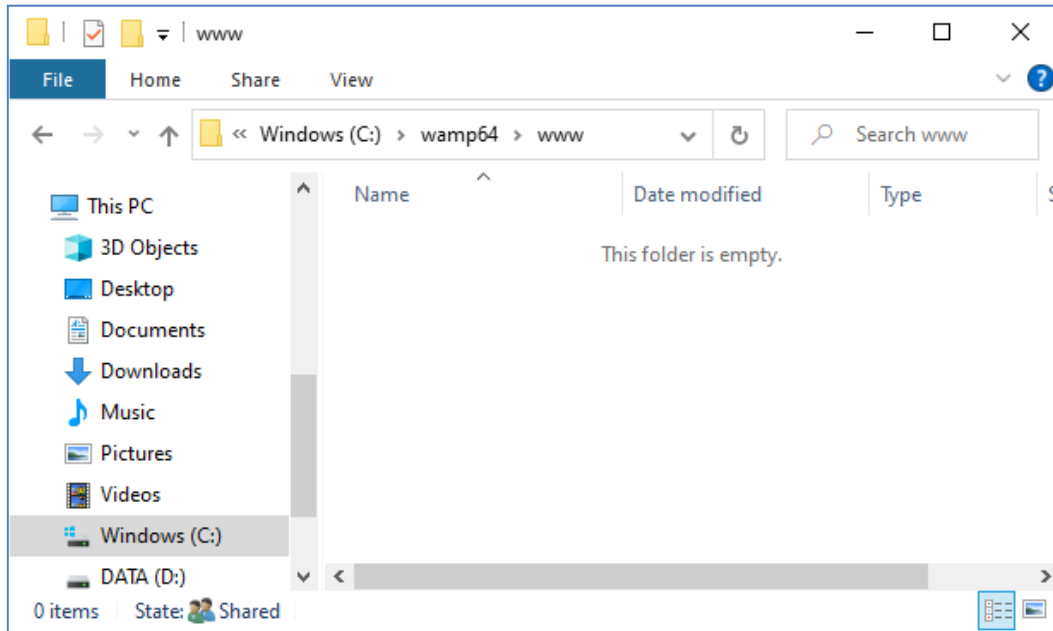 www
File Home Share View
« Windows (C:) > wamp64 > www Search www
Name Date modified Type S
This folder is empty.
This PC
3D Objects
Desktop
Documents
Downloads
Music
Pictures
Videos
Windows (C:)
DATA (D:)
0 items State: Shared